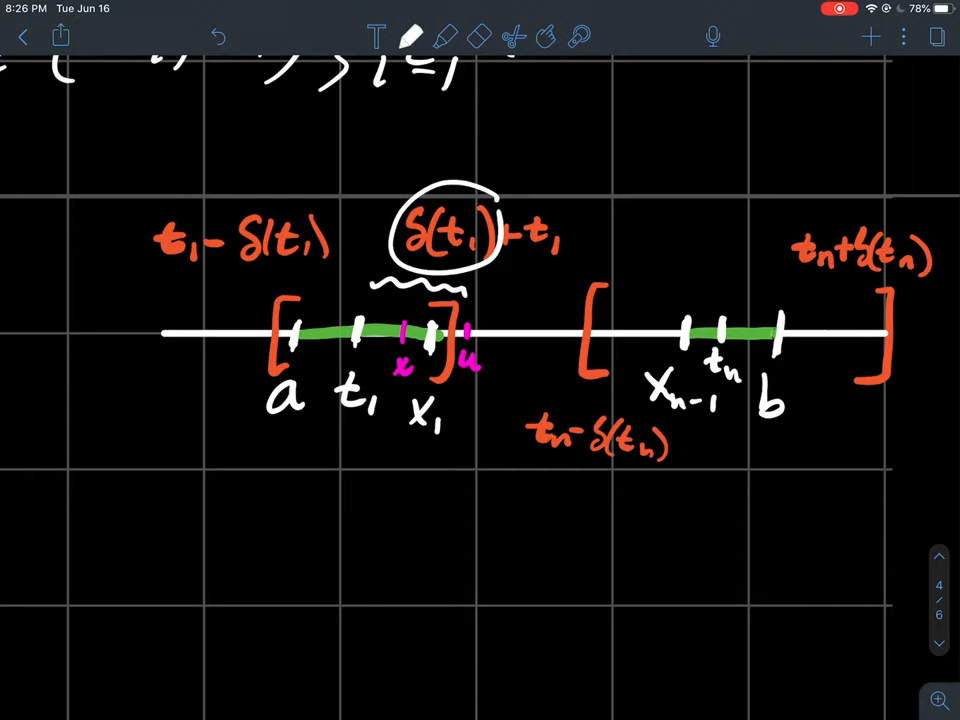 8:26 PM Tue Jun 16
78%
T
i=1
t₁ - δ(t₁) δ(t₁) + t₁ tₙ + δ(tₙ)
[ ] [ ]
a t₁ x x₁ u xₙ₋₁ tₙ b
tₙ - δ(tₙ)
4
/
6